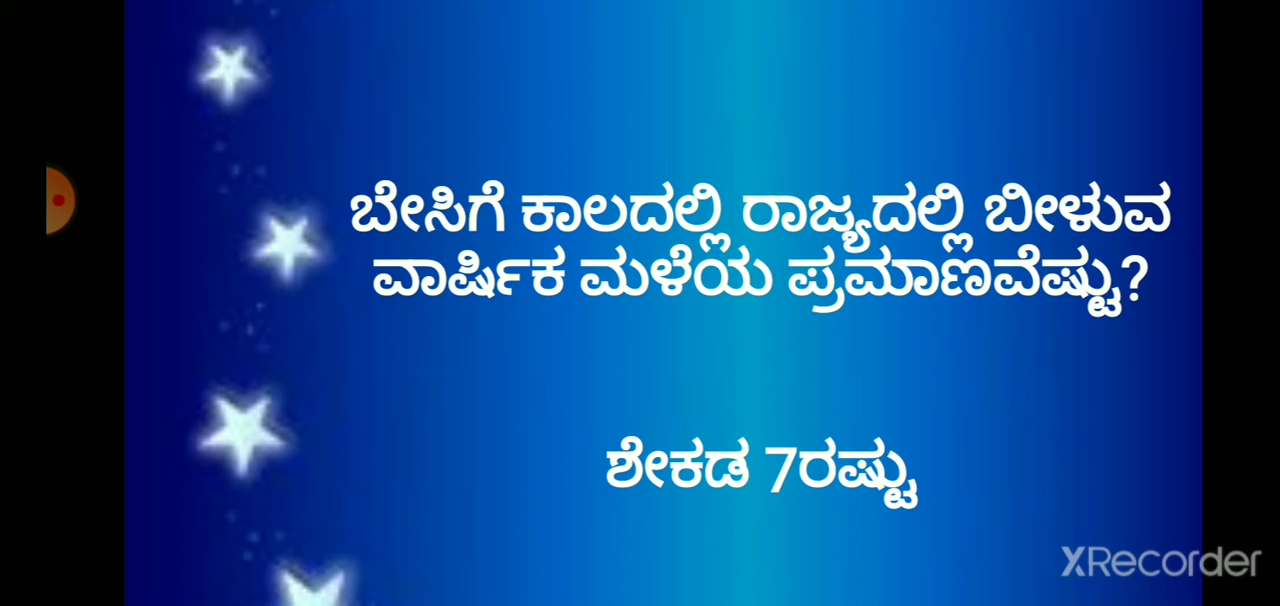 ಬೇಸಿಗೆ ಕಾಲದಲ್ಲಿ ರಾಜ್ಯದಲ್ಲಿ ಬೀಳುವ
ವಾರ್ಷಿಕ ಮಳೆಯ ಪ್ರಮಾಣವೆಷ್ಟು?
ಶೇಕಡ 7ರಷ್ಟು
XRecorder